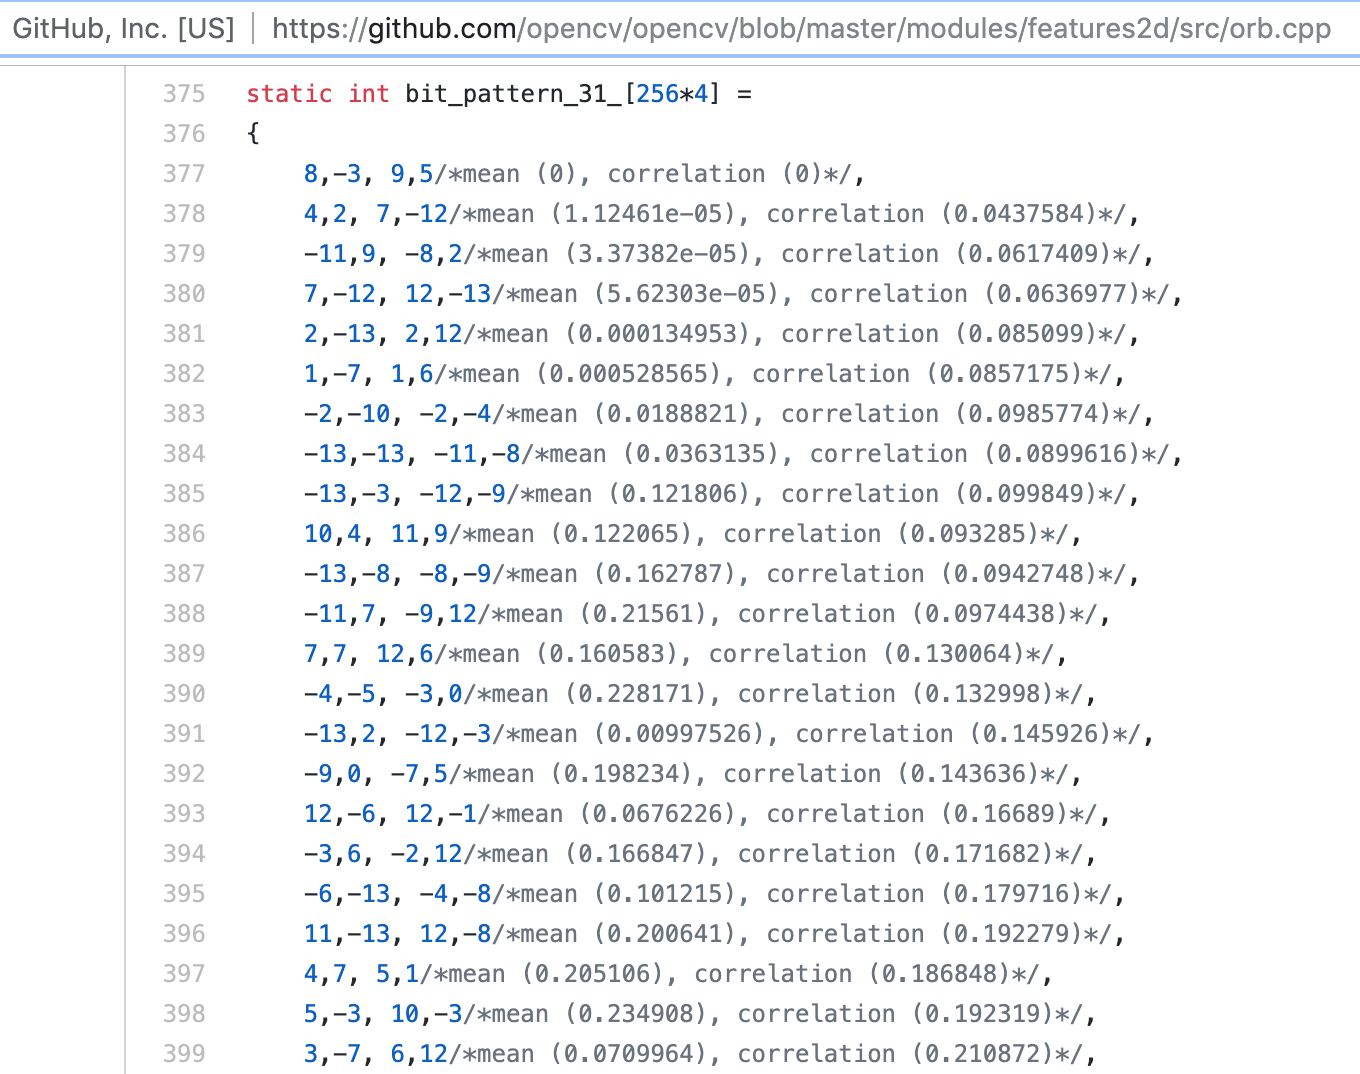 GitHub, Inc. [US] | https://github.com/opencv/opencv/blob/master/modules/features2d/src/orb.cpp
375 static int bit_pattern_31_[256*4] =
376 {
377 8,-3, 9,5/*mean (0), correlation (0)*/,
378 4,2, 7,-12/*mean (1.12461e-05), correlation (0.0437584)*/,
379 -11,9, -8,2/*mean (3.37382e-05), correlation (0.0617409)*/,
380 7,-12, 12,-13/*mean (5.62303e-05), correlation (0.0636977)*/,
381 2,-13, 2,12/*mean (0.000134953), correlation (0.085099)*/,
382 1,-7, 1,6/*mean (0.000528565), correlation (0.0857175)*/,
383 -2,-10, -2,-4/*mean (0.0188821), correlation (0.0985774)*/,
384 -13,-13, -11,-8/*mean (0.0363135), correlation (0.0899616)*/,
385 -13,-3, -12,-9/*mean (0.121806), correlation (0.099849)*/,
386 10,4, 11,9/*mean (0.122065), correlation (0.093285)*/,
387 -13,-8, -8,-9/*mean (0.162787), correlation (0.0942748)*/,
388 -11,7, -9,12/*mean (0.21561), correlation (0.0974438)*/,
389 7,7, 12,6/*mean (0.160583), correlation (0.130064)*/,
390 -4,-5, -3,0/*mean (0.228171), correlation (0.132998)*/,
391 -13,2, -12,-3/*mean (0.00997526), correlation (0.145926)*/,
392 -9,0, -7,5/*mean (0.198234), correlation (0.143636)*/,
393 12,-6, 12,-1/*mean (0.0676226), correlation (0.16689)*/,
394 -3,6, -2,12/*mean (0.166847), correlation (0.171682)*/,
395 -6,-13, -4,-8/*mean (0.101215), correlation (0.179716)*/,
396 11,-13, 12,-8/*mean (0.200641), correlation (0.192279)*/,
397 4,7, 5,1/*mean (0.205106), correlation (0.186848)*/,
398 5,-3, 10,-3/*mean (0.234908), correlation (0.192319)*/,
399 3,-7, 6,12/*mean (0.0709964), correlation (0.210872)*/,